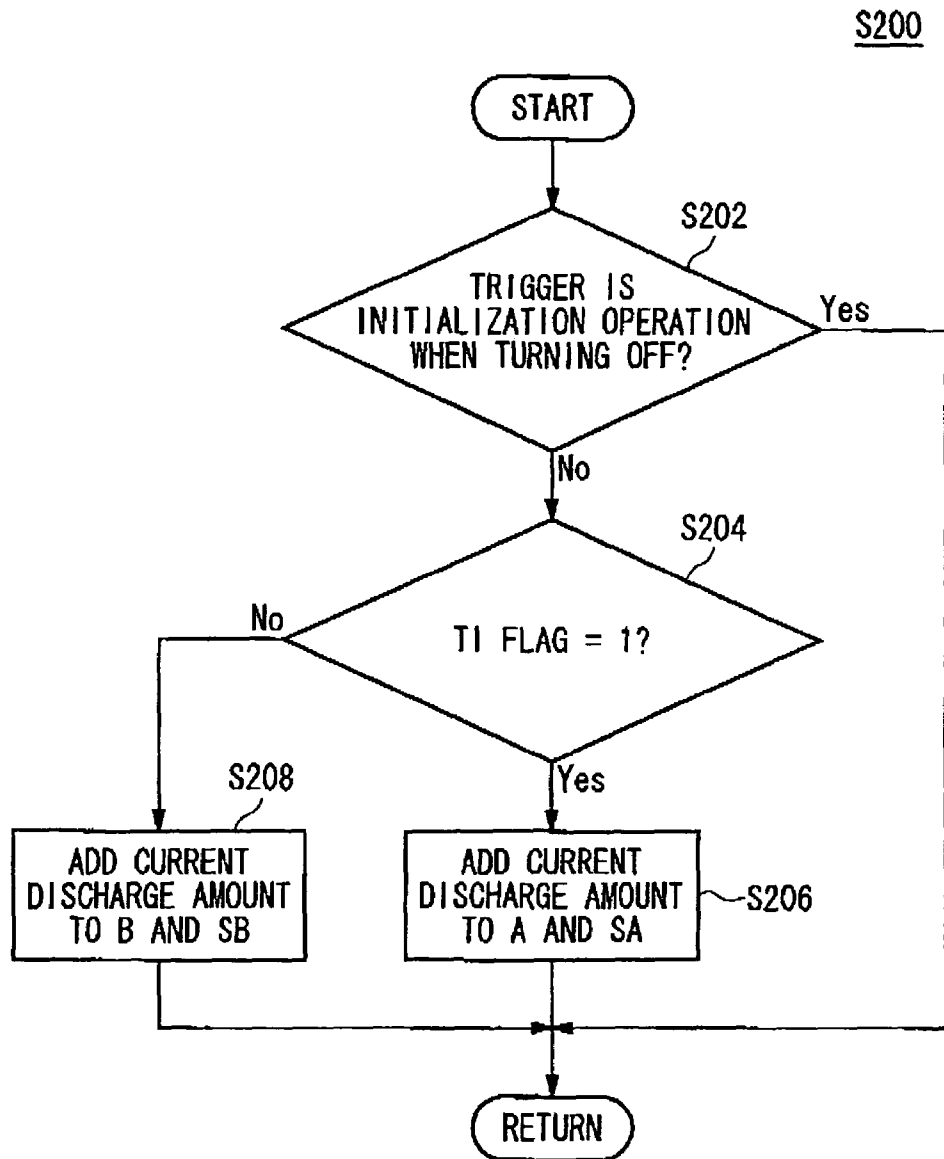 S200
START
S202
TRIGGER IS
INITIALIZATION OPERATION
WHEN TURNING OFF?
Yes
No
S204
T1 FLAG = 1?
No
Yes
S208
ADD CURRENT
DISCHARGE AMOUNT
TO B AND SB
ADD CURRENT
DISCHARGE AMOUNT
TO A AND SA
S206
RETURN